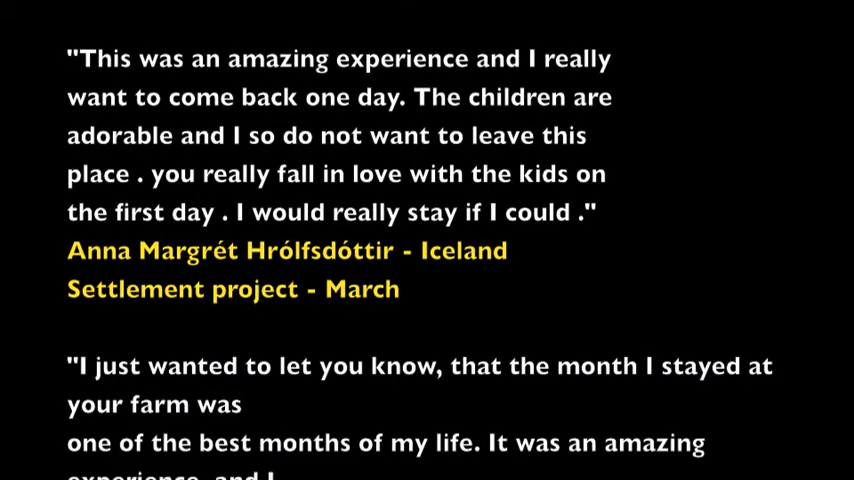 "This was an amazing experience and I really
want to come back one day. The children are
adorable and I so do not want to leave this
place . you really fall in love with the kids on
the first day . I would really stay if I could ."
Anna Margrét Hrólfsdóttir - Iceland
Settlement project - March
"I just wanted to let you know, that the month I stayed at
your farm was
one of the best months of my life. It was an amazing
experience, and I